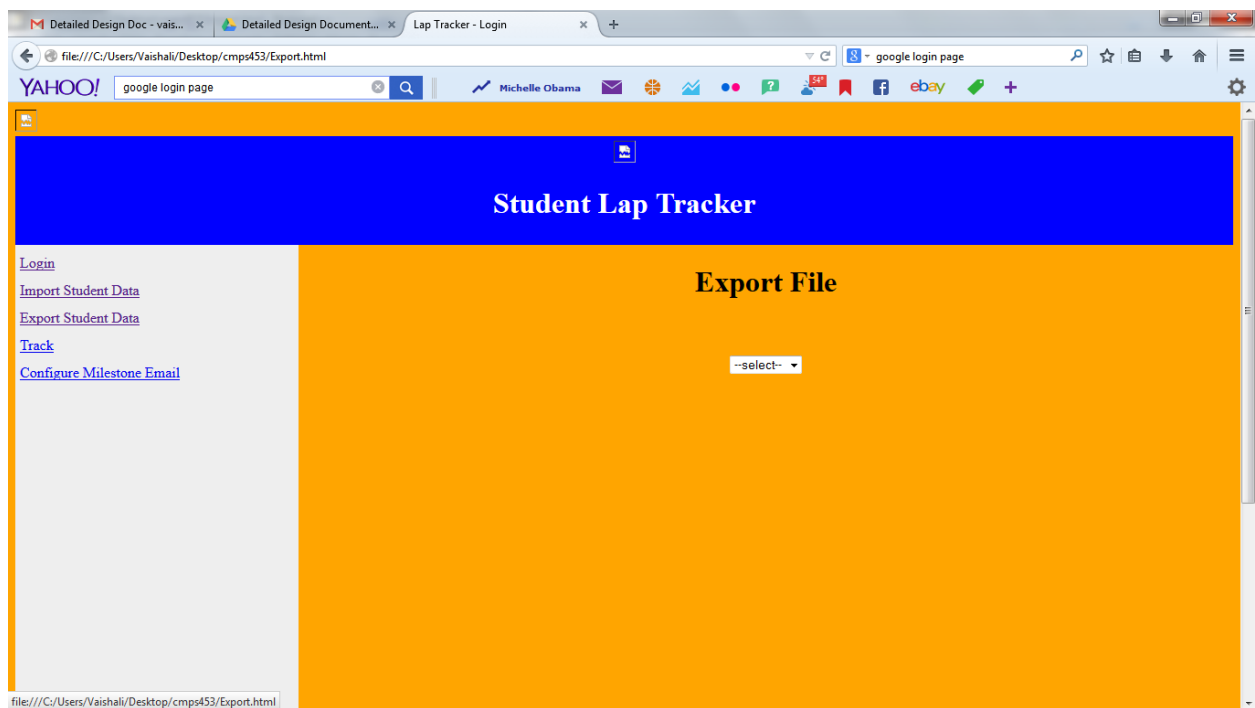 Detailed Design Doc - vais... Detailed Design Document... Lap Tracker - Login
file:///C:/Users/Vaishali/Desktop/cmps453/Export.html google login page
YAHOO! google login page Michelle Obama 54° ebay
Student Lap Tracker
Login
Import Student Data
Export Student Data
Track
Configure Milestone Email
Export File
--select--
file:///C:/Users/Vaishali/Desktop/cmps453/Export.html